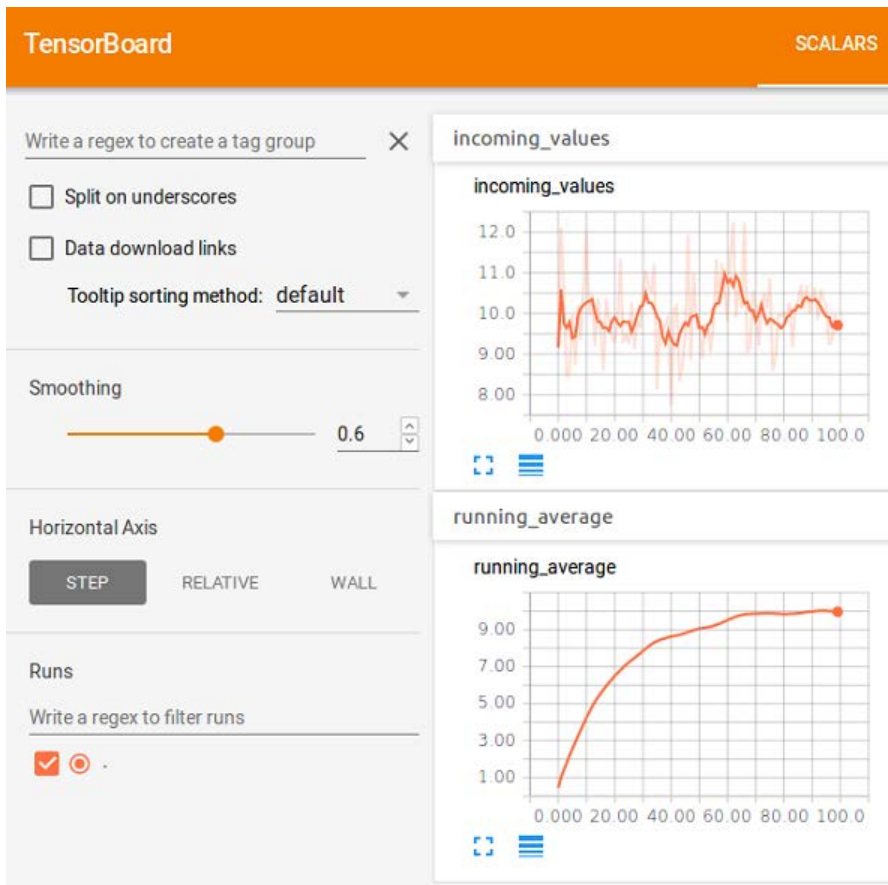 TensorBoard
SCALARS
Write a regex to create a tag group
Split on underscores
Data download links
Tooltip sorting method: default
Smoothing
0.6
Horizontal Axis
STEP RELATIVE WALL
Runs
Write a regex to filter runs
.
incoming_values
incoming_values
12.0
11.0
10.0
9.00
8.00
0.000 20.00 40.00 60.00 80.00 100.0
running_average
running_average
9.00
7.00
5.00
3.00
1.00
0.000 20.00 40.00 60.00 80.00 100.0